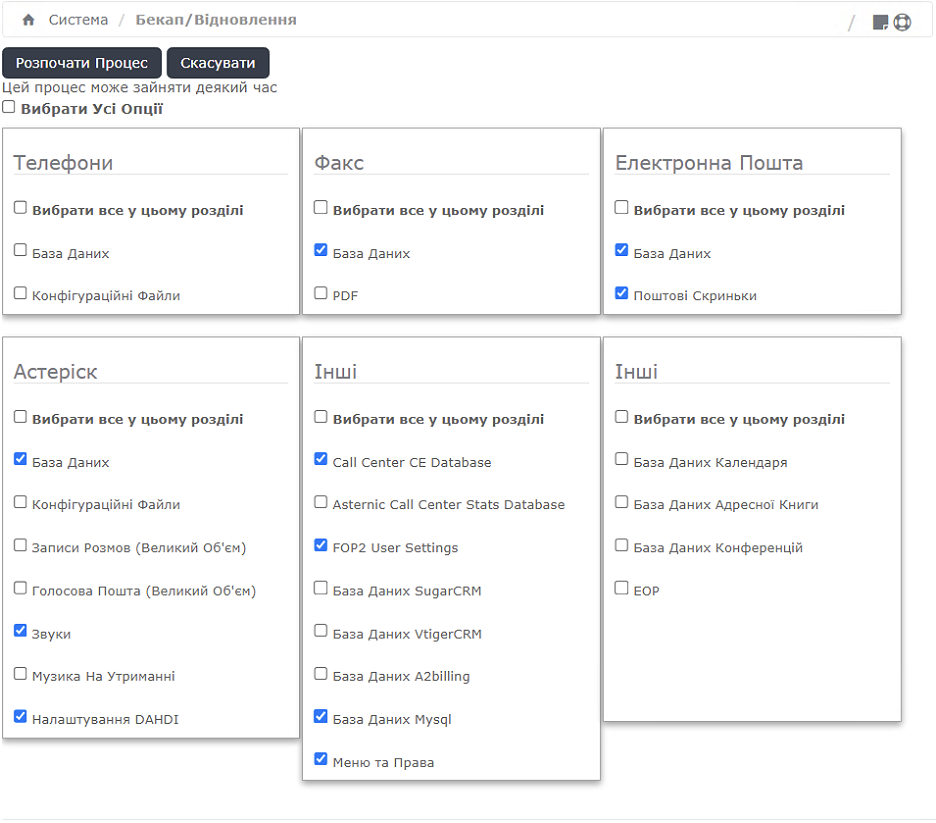 Система / Бекап/Відновлення /
Розпочати Процес Скасувати
Цей процес може зайняти деякий час
Вибрати Усі Опції
Телефони
Вибрати все у цьому розділі
База Даних
Конфігураційні Файли
Факс
Вибрати все у цьому розділі
База Даних
PDF
Електронна Пошта
Вибрати все у цьому розділі
База Даних
Поштові Скриньки
Астеріск
Вибрати все у цьому розділі
База Даних
Конфігураційні Файли
Записи Розмов (Великий Об'єм)
Голосова Пошта (Великий Об'єм)
Звуки
Музика На Утриманні
Налаштування DAHDI
Інші
Вибрати все у цьому розділі
Call Center CE Database
Asternic Call Center Stats Database
FOP2 User Settings
База Даних SugarCRM
База Даних VtigerCRM
База Даних A2billing
База Даних Mysql
Меню та Права
Інші
Вибрати все у цьому розділі
База Даних Календаря
База Даних Адресної Книги
База Даних Конференцій
EOP